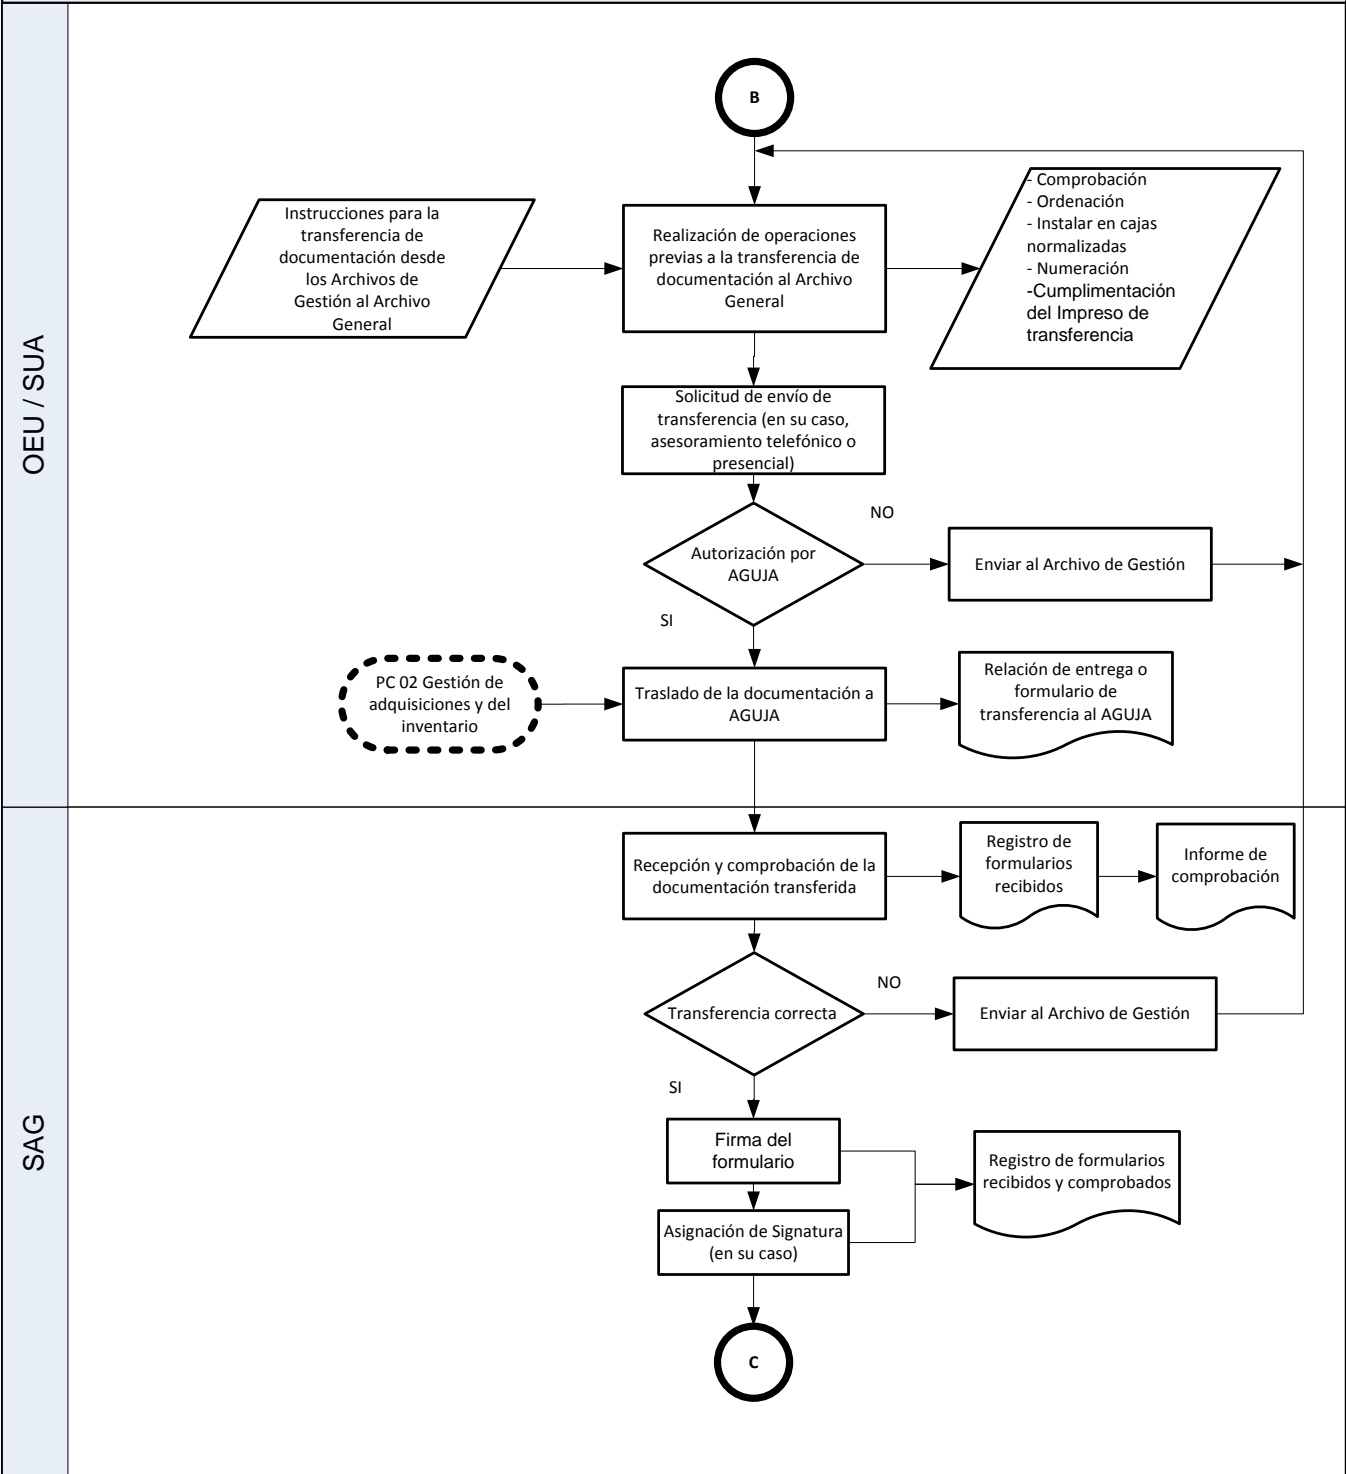 OEU / SUA
B
Instrucciones para la
transferencia de
documentación desde
los Archivos de
Gestión al Archivo
General
Realización de operaciones
previas a la transferencia de
documentación al Archivo
General
- Comprobación
- Ordenación
- Instalar en cajas
normalizadas
- Numeración
-Cumplimentación
del Impreso de
transferencia
Solicitud de envío de
transferencia (en su caso,
asesoramiento telefónico o
presencial)
Autorización por
AGUJA
NO
Enviar al Archivo de Gestión
SI
PC 02 Gestión de
adquisiciones y del
inventario
Traslado de la documentación a
AGUJA
Relación de entrega o
formulario de
transferencia al AGUJA
SAG
Recepción y comprobación de la
documentación transferida
Registro de
formularios
recibidos
Informe de
comprobación
Transferencia correcta
NO
Enviar al Archivo de Gestión
SI
Firma del
formulario
Registro de formularios
recibidos y comprobados
Asignación de Signatura
(en su caso)
C